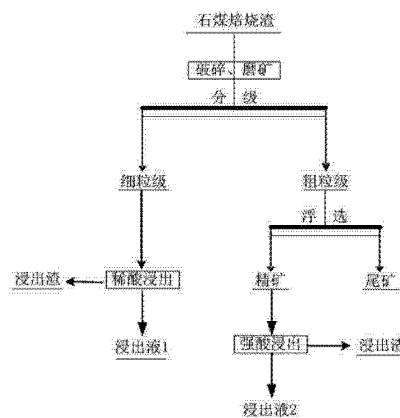 石煤焙烧渣
破碎、磨矿
分 级
细粒级
粗粒级
浮 选
浸出渣
稀酸浸出
精矿
尾矿
浸出液1
强酸浸出
浸出渣
浸出液2